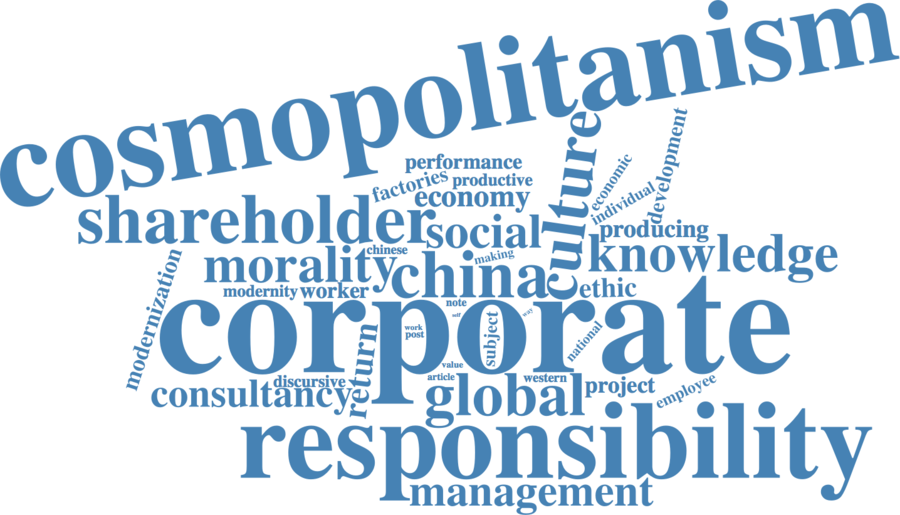 cosmopolitanism
performance
factories
productive
economy
culture
economic
individual
development
shareholder
social
producing
knowledge
morality
chinese
making
china
ethic
modernization
modernity
worker
corporate
note
self
way
work
post
subject
national
return
value
discursive
consultancy
article
global
western
project
employee
responsibility
management